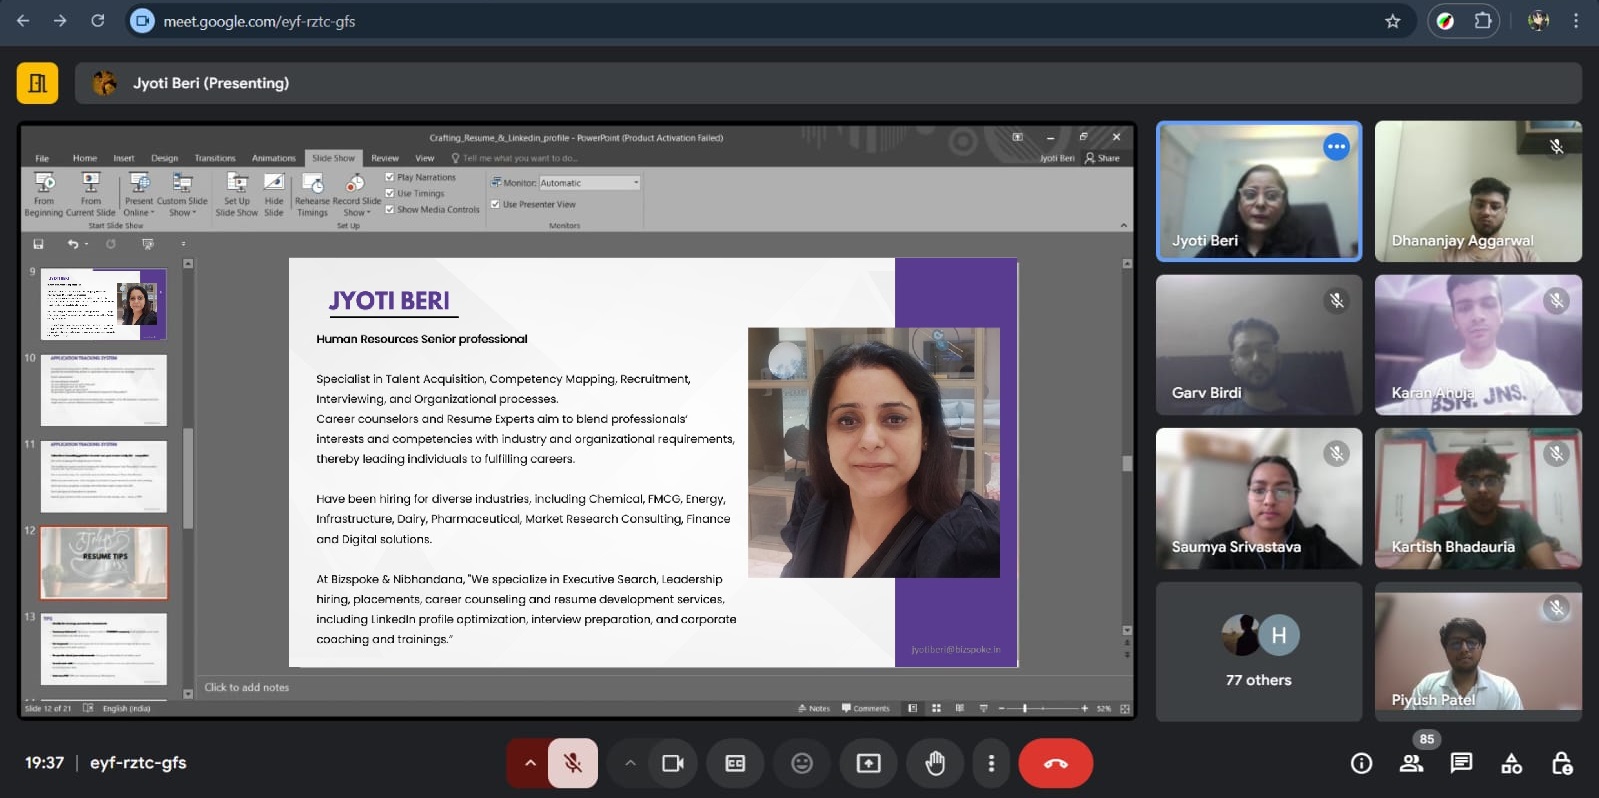 meet.google.com/eyf-rztc-gfs
Jyoti Beri (Presenting)
Crafting_Resume_&_Linkedin_profile - PowerPoint (Product Activation Failed)
File Home Insert Design Transitions Animations Slide Show Review View Tell me what you want to do... Jyoti Beri Share
From Beginning
From Current Slide
Present Online
Custom Slide Show
Start Slide Show
Set Up Slide Show
Hide Slide
Rehearse Timings
Record Slide Show
Play Narrations
Use Timings
Show Media Controls
Set Up
Monitor: Automatic
Use Presenter View
Monitors
9
JYOTI BERI
10
APPLICATION TRACKING SYSTEM
11
APPLICATION TRACKING SYSTEM
12
RESUME TIPS
13
TIPS
JYOTI BERI
Human Resources Senior professional
Specialist in Talent Acquisition, Competency Mapping, Recruitment,
Interviewing, and Organizational processes.
Career counselors and Resume Experts aim to blend professionals'
interests and competencies with industry and organizational requirements,
thereby leading individuals to fulfilling careers.
Have been hiring for diverse industries, including Chemical, FMCG, Energy,
Infrastructure, Dairy, Pharmaceutical, Market Research Consulting, Finance
and Digital solutions.
At Bizspoke & Nibhandana, "We specialize in Executive Search, Leadership
hiring, placements, career counseling and resume development services,
including LinkedIn profile optimization, interview preparation, and corporate
coaching and trainings."
jyotiberi@bizspoke.in
Click to add notes
Slide 12 of 21 English (India) Notes Comments 52%
Jyoti Beri
Dhananjay Aggarwal
Garv Birdi
Karan Ahuja
JNS.
Saumya Srivastava
Kartish Bhadauria
H
77 others
Piyush Patel
19:37 | eyf-rztc-gfs
85